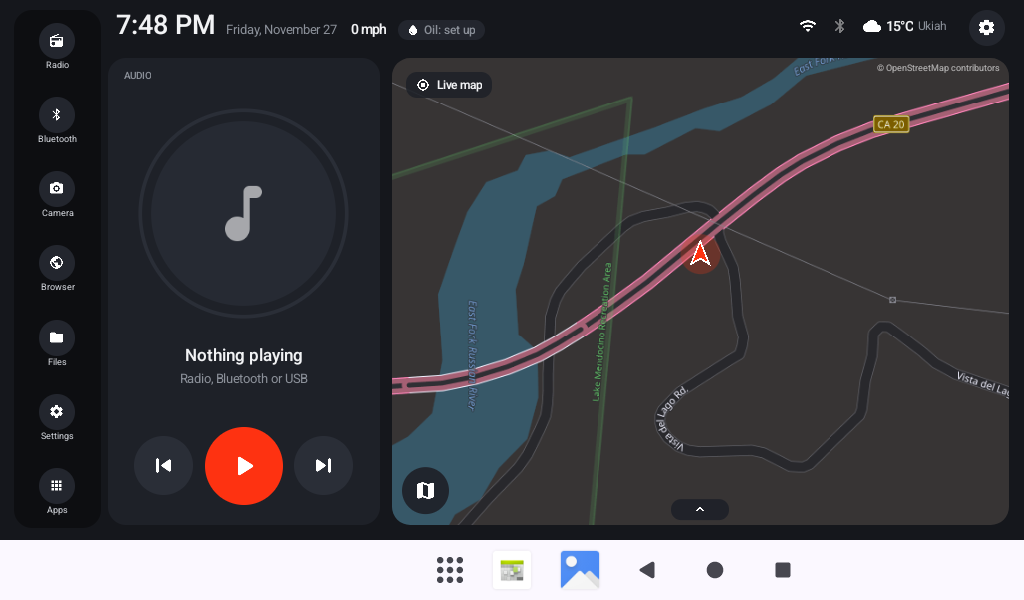 7:48 PM
Friday, November 27
0 mph
Oil: set up
15°C
Ukiah
Radio
Bluetooth
Camera
Browser
Files
Settings
Apps
AUDIO
Nothing playing
Radio, Bluetooth or USB
Live map
© OpenStreetMap contributors
East Fork
CA 20
East Fork Russian River
Lake Mendocino Recreation Area
Vista del Lago Rd.
Vista del Lag